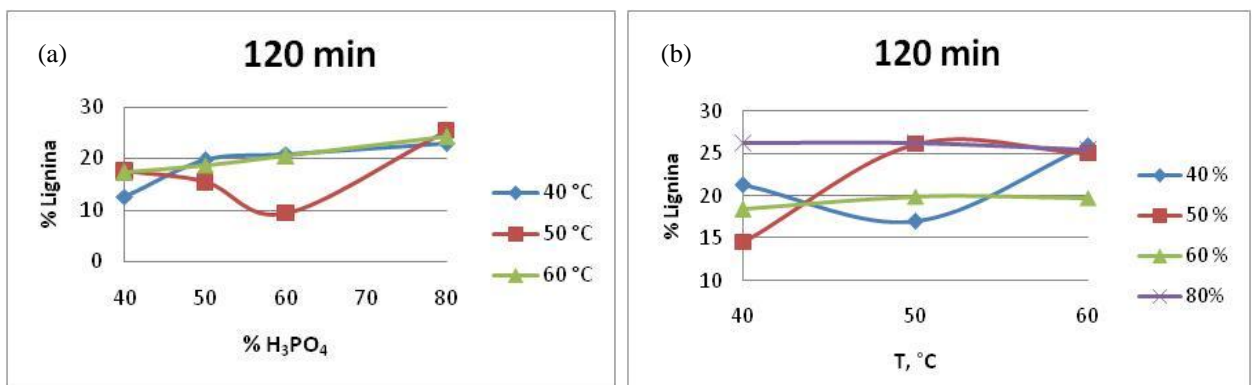 (a)
120 min
% Lignina
30
20
10
0
40 50 60 70 80
% H₃PO₄
40 °C
50 °C
60 °C
(b)
120 min
% Lignina
30
25
20
15
10
40 50 60
T, °C
40 %
50 %
60 %
80%